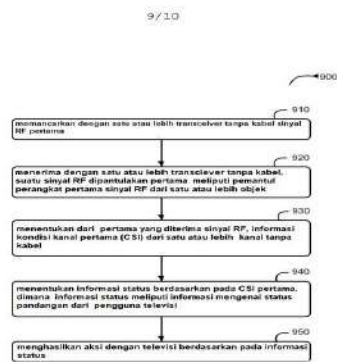 9/10
900
910
memancarkan dengan satu atau lebih transceiver tanpa kabel sinyal
RF pertama
920
menerima dengan satu atau lebih transciever tanpa kabel,
suatu sinyal RF dipantulakan pertama meliputi pemantul
perangkat pertama sinyal RF dari satu atau lebih objek
930
menentukan dari pertama yang diterima sinyal RF, informasi
kondisi kanal pertama (CSI) dari satu atau lebih kanal tanpa
kabel
940
menentukan informasi status berdasarkan pada CSI pertama,
dimana informasi status meliputi informasi mengenai status
pandangan dari pengguna televisi
950
menghasilkan aksi dengan televisi berdasarkan pada informasi
status